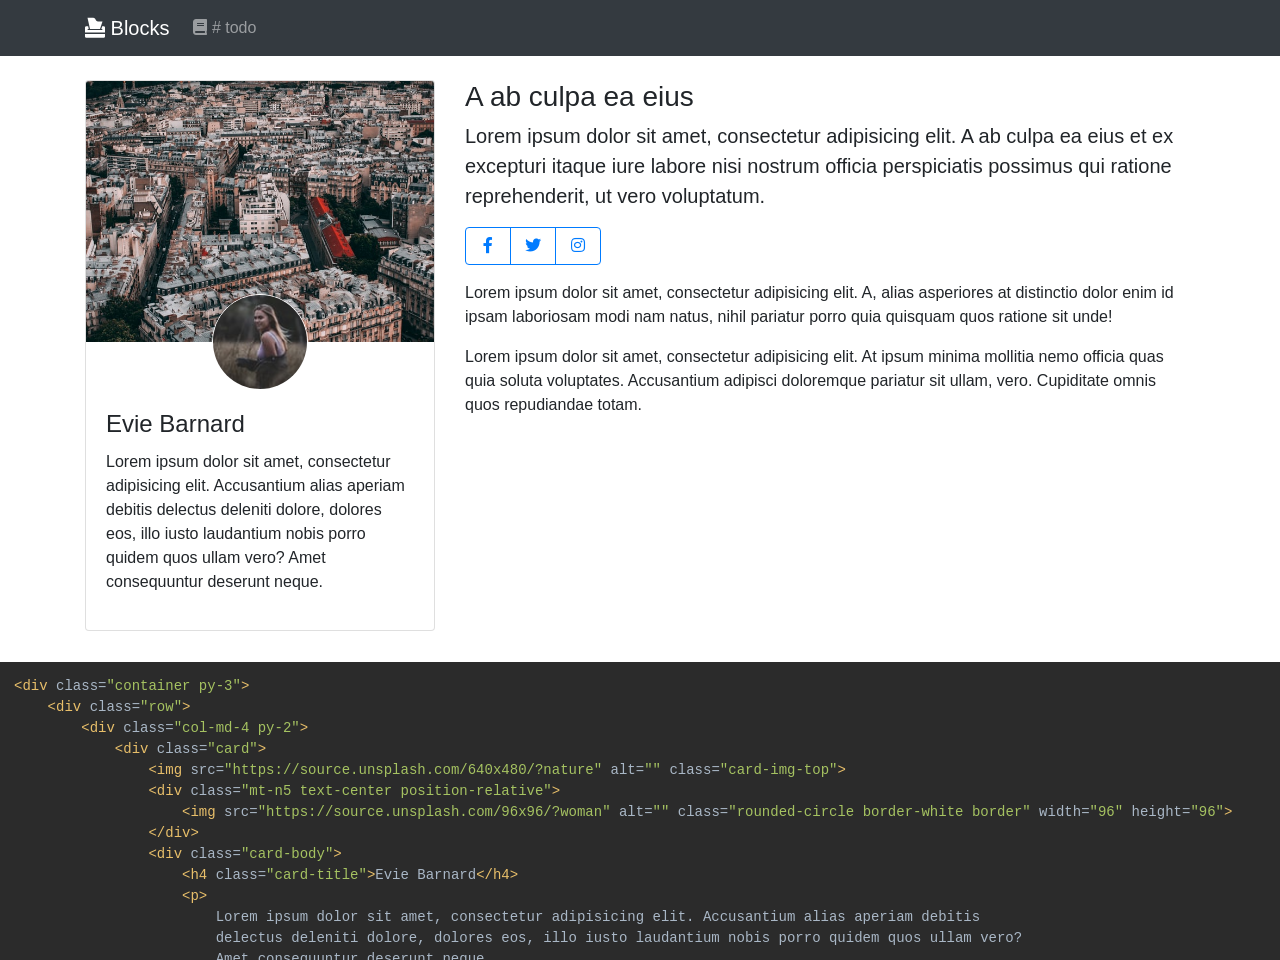 Blocks # todo
A ab culpa ea eius
Lorem ipsum dolor sit amet, consectetur adipisicing elit. A ab culpa ea eius et ex
excepturi itaque iure labore nisi nostrum officia perspiciatis possimus qui ratione
reprehenderit, ut vero voluptatum.
Lorem ipsum dolor sit amet, consectetur adipisicing elit. A, alias asperiores at distinctio dolor enim id
ipsam laboriosam modi nam natus, nihil pariatur porro quia quisquam quos ratione sit unde!
Lorem ipsum dolor sit amet, consectetur adipisicing elit. At ipsum minima mollitia nemo officia quas
quia soluta voluptates. Accusantium adipisci doloremque pariatur sit ullam, vero. Cupiditate omnis
quos repudiandae totam.
Evie Barnard
Lorem ipsum dolor sit amet, consectetur
adipisicing elit. Accusantium alias aperiam
debitis delectus deleniti dolore, dolores
eos, illo iusto laudantium nobis porro
quidem quos ullam vero? Amet
consequuntur deserunt neque.
<div class="container py-3">
    <div class="row">
        <div class="col-md-4 py-2">
            <div class="card">
                <img src="https://source.unsplash.com/640x480/?nature" alt="" class="card-img-top">
                <div class="mt-n5 text-center position-relative">
                    <img src="https://source.unsplash.com/96x96/?woman" alt="" class="rounded-circle border-white border" width="96" height="96">
                </div>
                <div class="card-body">
                    <h4 class="card-title">Evie Barnard</h4>
                    <p>
                        Lorem ipsum dolor sit amet, consectetur adipisicing elit. Accusantium alias aperiam debitis
                        delectus deleniti dolore, dolores eos, illo iusto laudantium nobis porro quidem quos ullam vero?
                        Amet consequuntur deserunt neque.